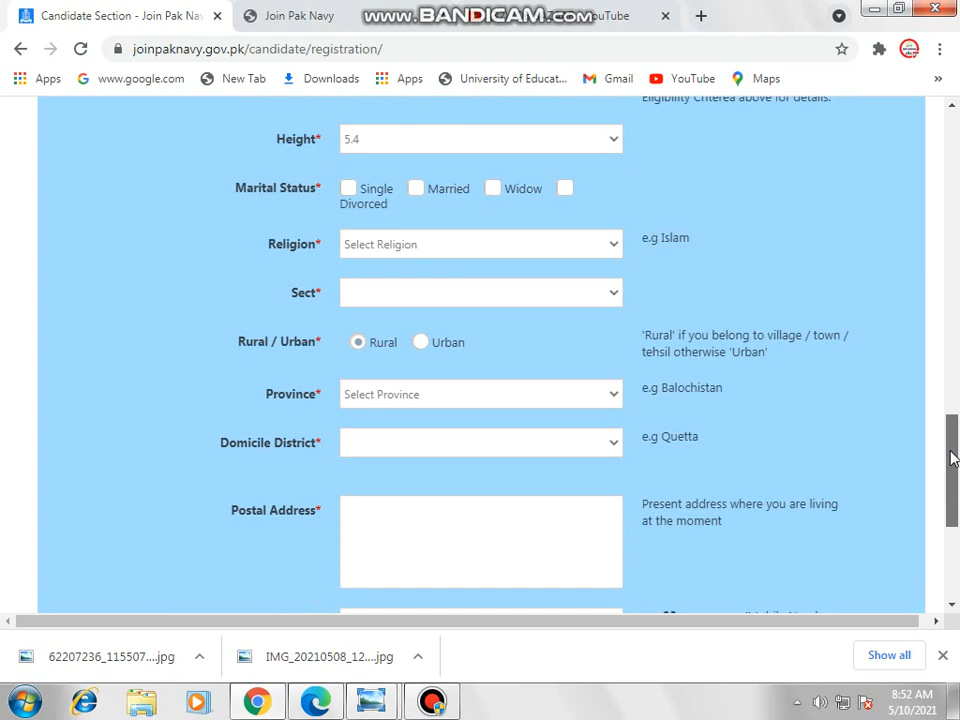 Candidate Section - Join Pak Nav
Join Pak Navy
www.BANDICAM.com
YouTube
joinpaknavy.gov.pk/candidate/registration/
Apps
www.google.com
New Tab
Downloads
Apps
University of Educat...
Gmail
YouTube
Maps
»
Eligibility Criterea above for details.
Height*
5.4
Marital Status*
Single
Married
Widow
Divorced
Religion*
Select Religion
e.g Islam
Sect*
Rural / Urban*
Rural
Urban
'Rural' if you belong to village / town /
tehsil otherwise 'Urban'
Province*
Select Province
e.g Balochistan
Domicile District*
e.g Quetta
Postal Address*
Present address where you are living
at the moment
62207236_115507....jpg
IMG_20210508_12....jpg
Show all
8:52 AM
5/10/2021